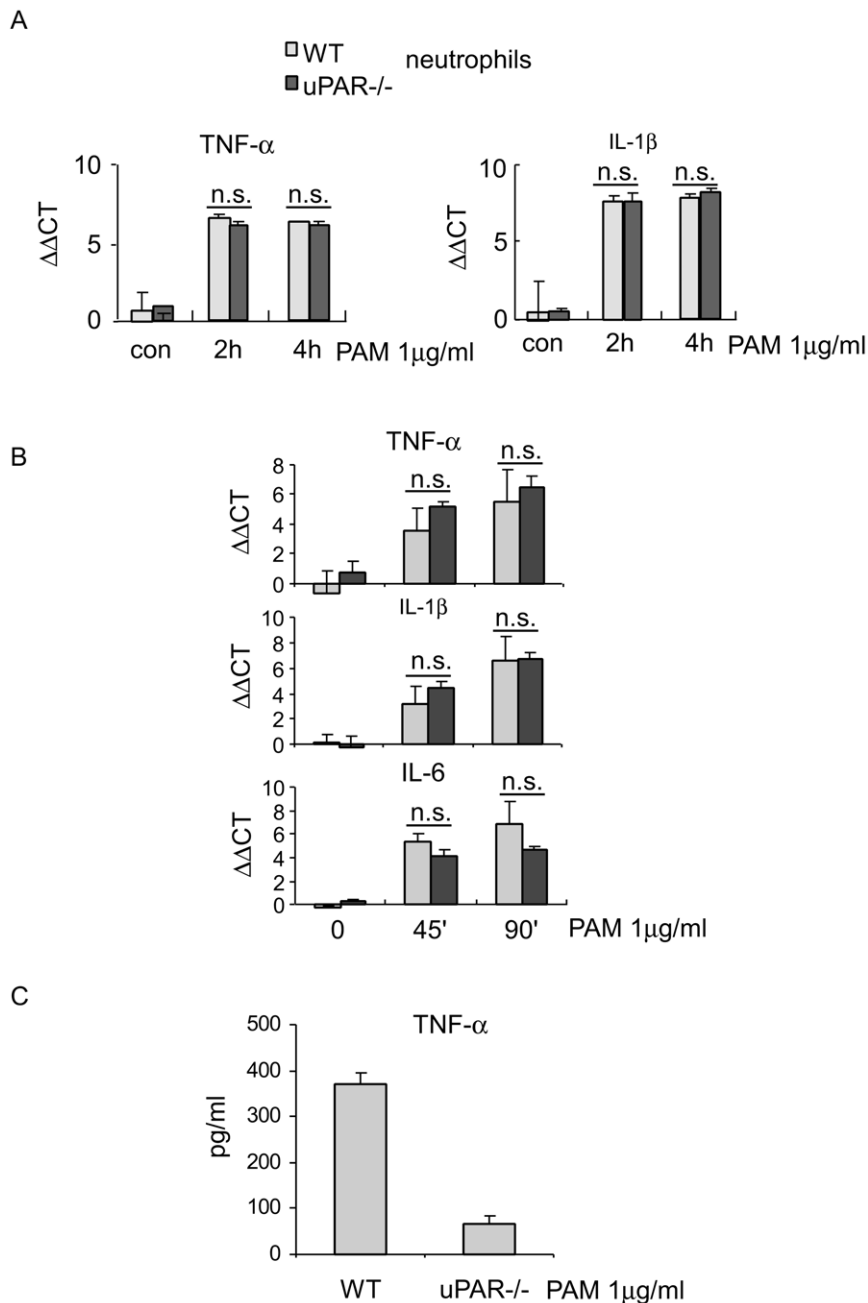 A
WT neutrophils
uPAR-/-
TNF-α
10
n.s. n.s.
5
ΔΔCT
0
con 2h 4h PAM 1μg/ml
IL-1β
10
n.s. n.s.
5
ΔΔCT
0
con 2h 4h PAM 1μg/ml
B
TNF-α
8
6
4
2
0
ΔΔCT
n.s. n.s.
IL-1β
10
8
6
4
2
0
ΔΔCT
n.s. n.s.
IL-6
10
8
6
4
2
0
ΔΔCT
n.s. n.s.
0 45' 90' PAM 1μg/ml
C
TNF-α
500
400
300
200
100
0
pg/ml
WT uPAR-/- PAM 1μg/ml